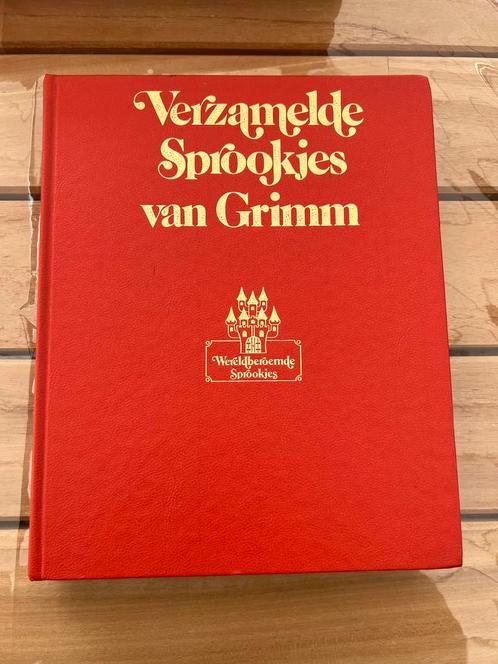 Verzamelde
Sprookjes
van Grimm
Wereldberoemde
Sprookjes